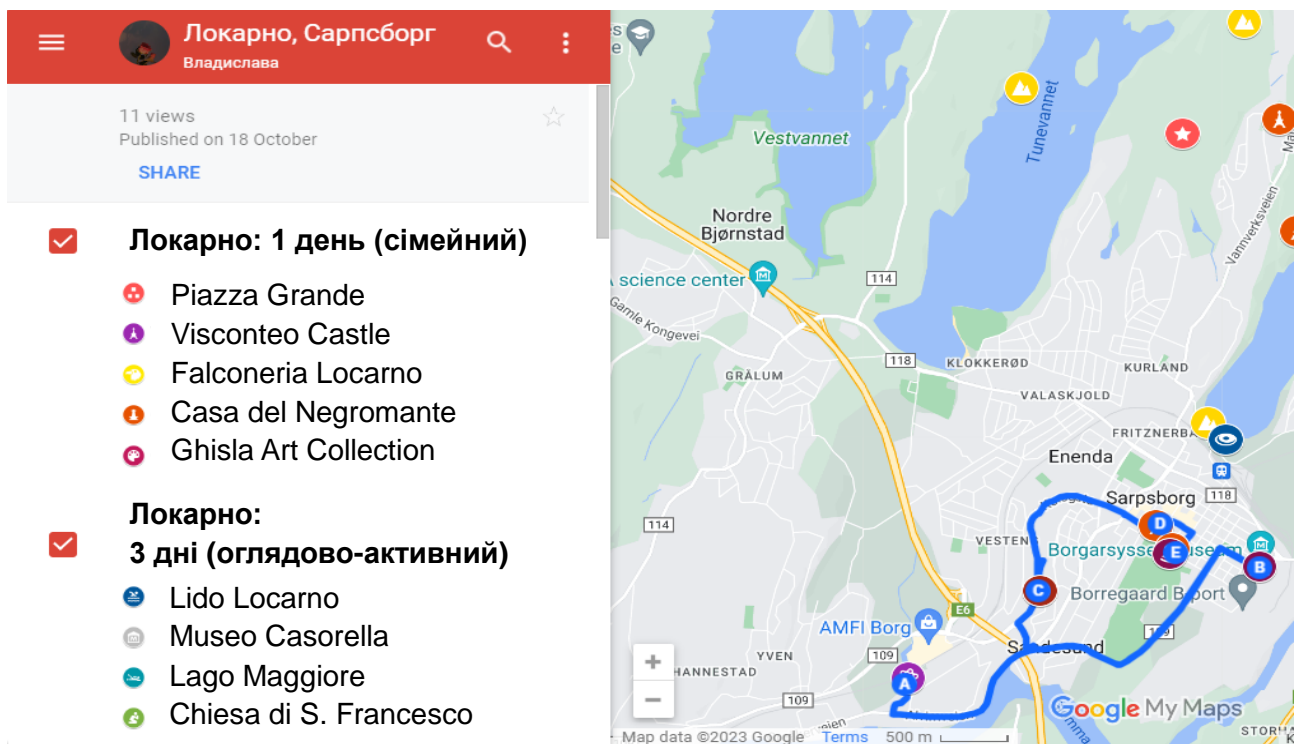 Локарно, Сарпсборг
Владислава
11 views
Published on 18 October
SHARE
Локарно: 1 день (сімейний)
Piazza Grande
Visconteo Castle
Falconeria Locarno
Casa del Negromante
Ghisla Art Collection
Локарно:
3 дні (оглядово-активний)
Lido Locarno
Museo Casorella
Lago Maggiore
Chiesa di S. Francesco
Vestvannet
Tunevannet
Nordre
Bjørnstad
science center
114
Gamle Kongevei
Vannverksveien
118
KLOKKERØD
KURLAND
GRÅLUM
VALASKJOLD
FRITZNERBA
Enenda
Sarpsborg
118
114
D
Borgarsysse
useum
E
B
C
Borregaard B
port
E6
AMFI Borg
Sandesund
109
YVEN
109
HANNESTAD
A
109
+
−
Google My Maps
Map data ©2023 Google
Terms
500 m